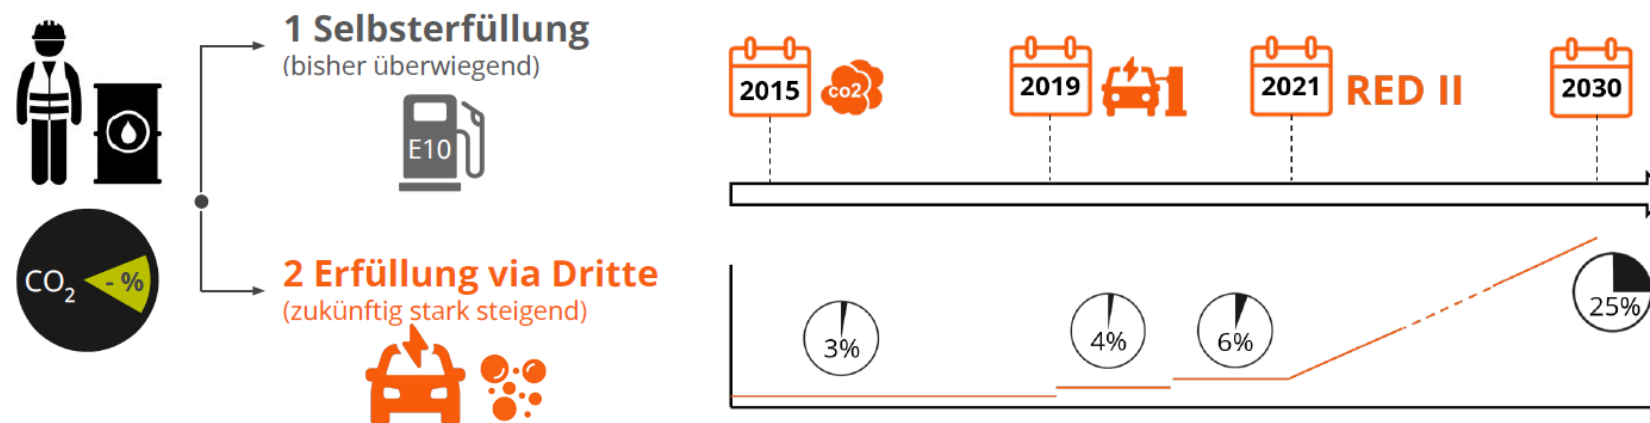 1 Selbsterfüllung
(bisher überwiegend)
E10
CO2
- %
2 Erfüllung via Dritte
(zukünftig stark steigend)
2015
co2
2019
2021
RED II
2030
3%
4%
6%
25%